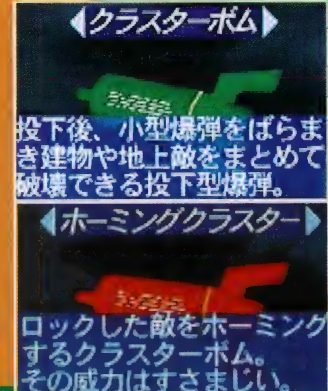 クラスターボム
投下後、小型爆弾をばらま
き建物や地上敵をまとめて
破壊できる投下型爆弾。
ホーミングクラスター
ロックした敵をホーミング
するクラスターボム。
その威力はすさまじい。